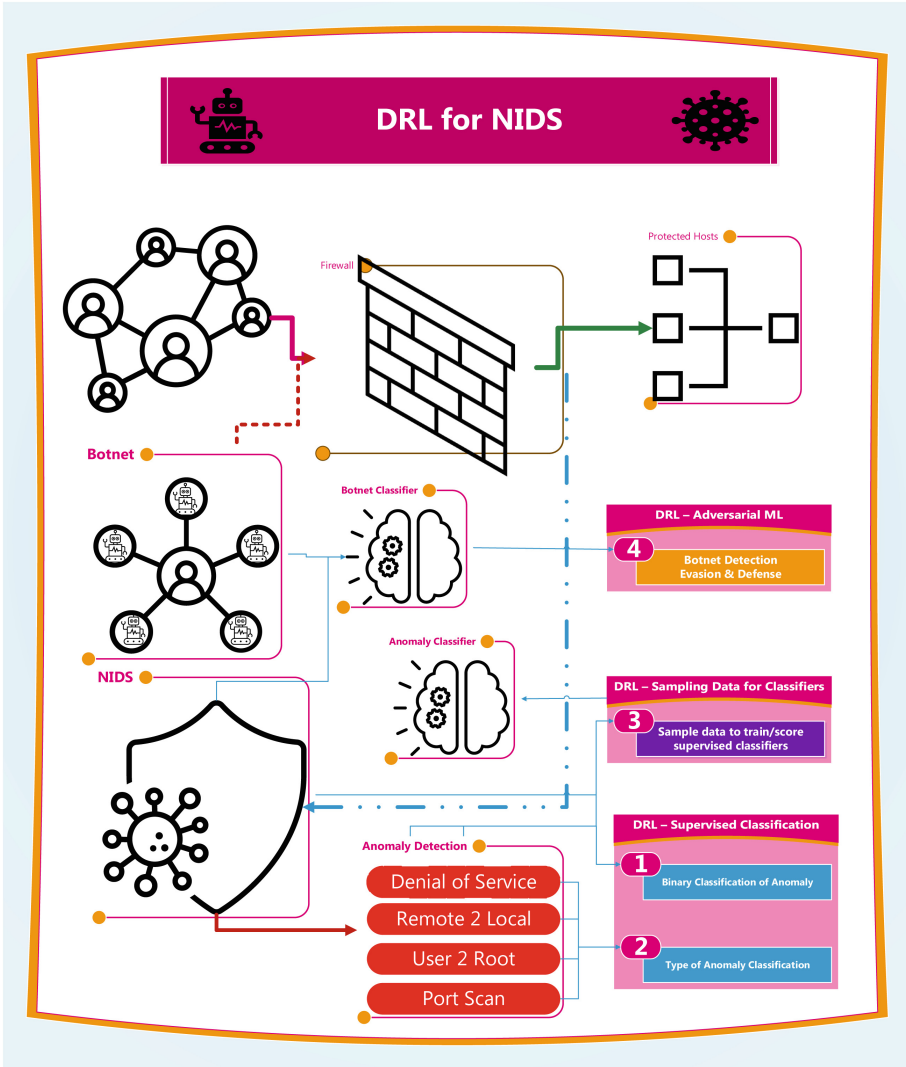 DRL for NIDS
Protected Hosts
Firewall
Botnet
Botnet Classifier
DRL – Adversarial ML
4
Botnet Detection
Evasion & Defense
Anomaly Classifier
NIDS
DRL – Sampling Data for Classifiers
3
Sample data to train/score
supervised classifiers
DRL – Supervised Classification
Anomaly Detection
1
Binary Classification of Anomaly
Denial of Service
Remote 2 Local
User 2 Root
Port Scan
2
Type of Anomaly Classification